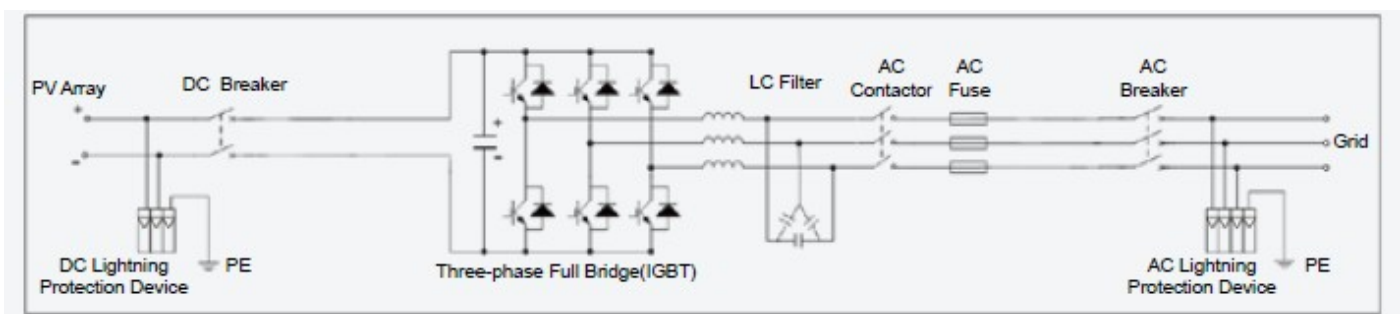 PV Array
+
-
DC Breaker
DC Lightning
Protection Device
PE
+
-
Three-phase Full Bridge(IGBT)
LC Filter
AC
Contactor
AC
Fuse
AC
Breaker
Grid
AC Lightning
Protection Device
PE